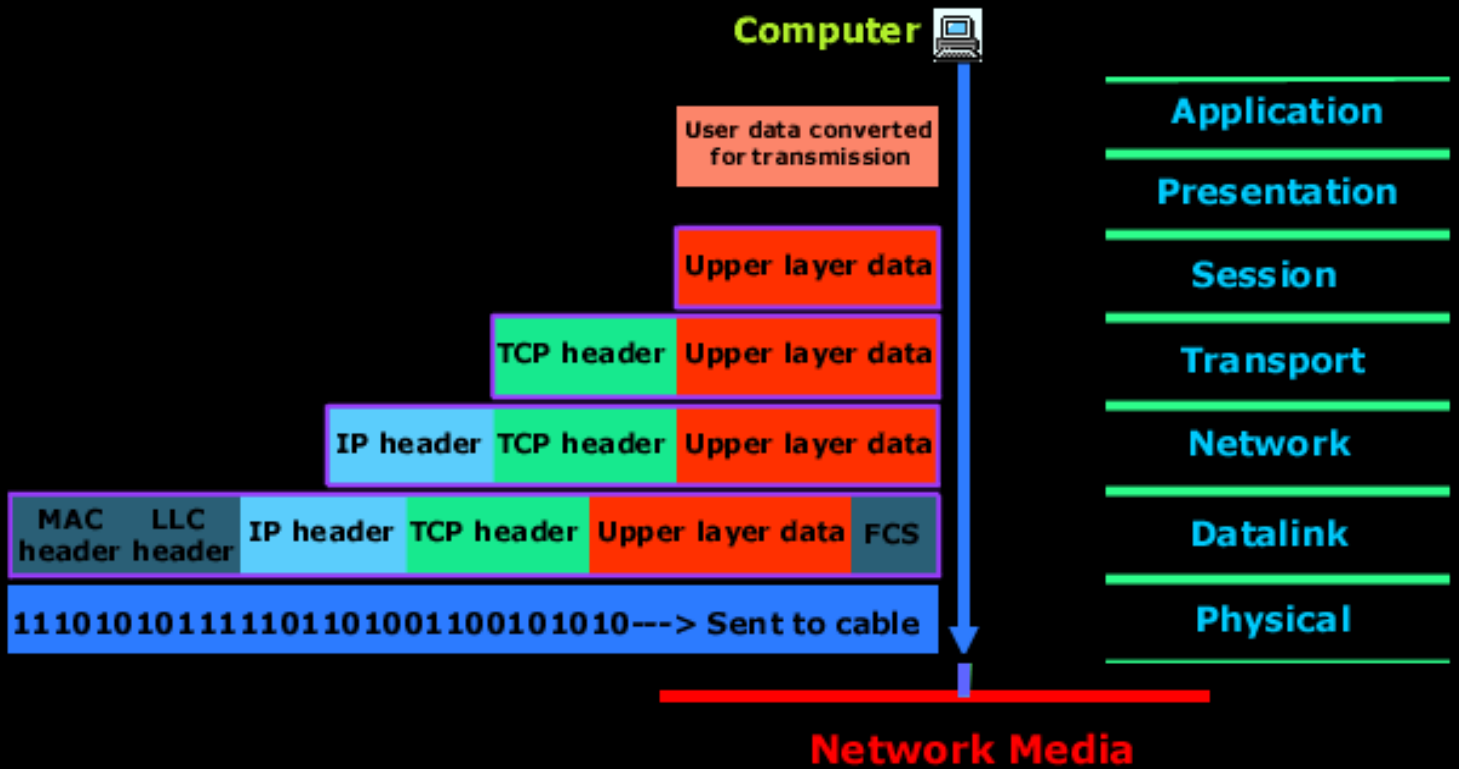 Computer
User data converted
for transmission
Upper layer data
TCP header Upper layer data
IP header TCP header Upper layer data
MAC header LLC header IP header TCP header Upper layer data FCS
1110101011111011010011001010​10---> Sent to cable
Application
Presentation
Session
Transport
Network
Datalink
Physical
Network Media